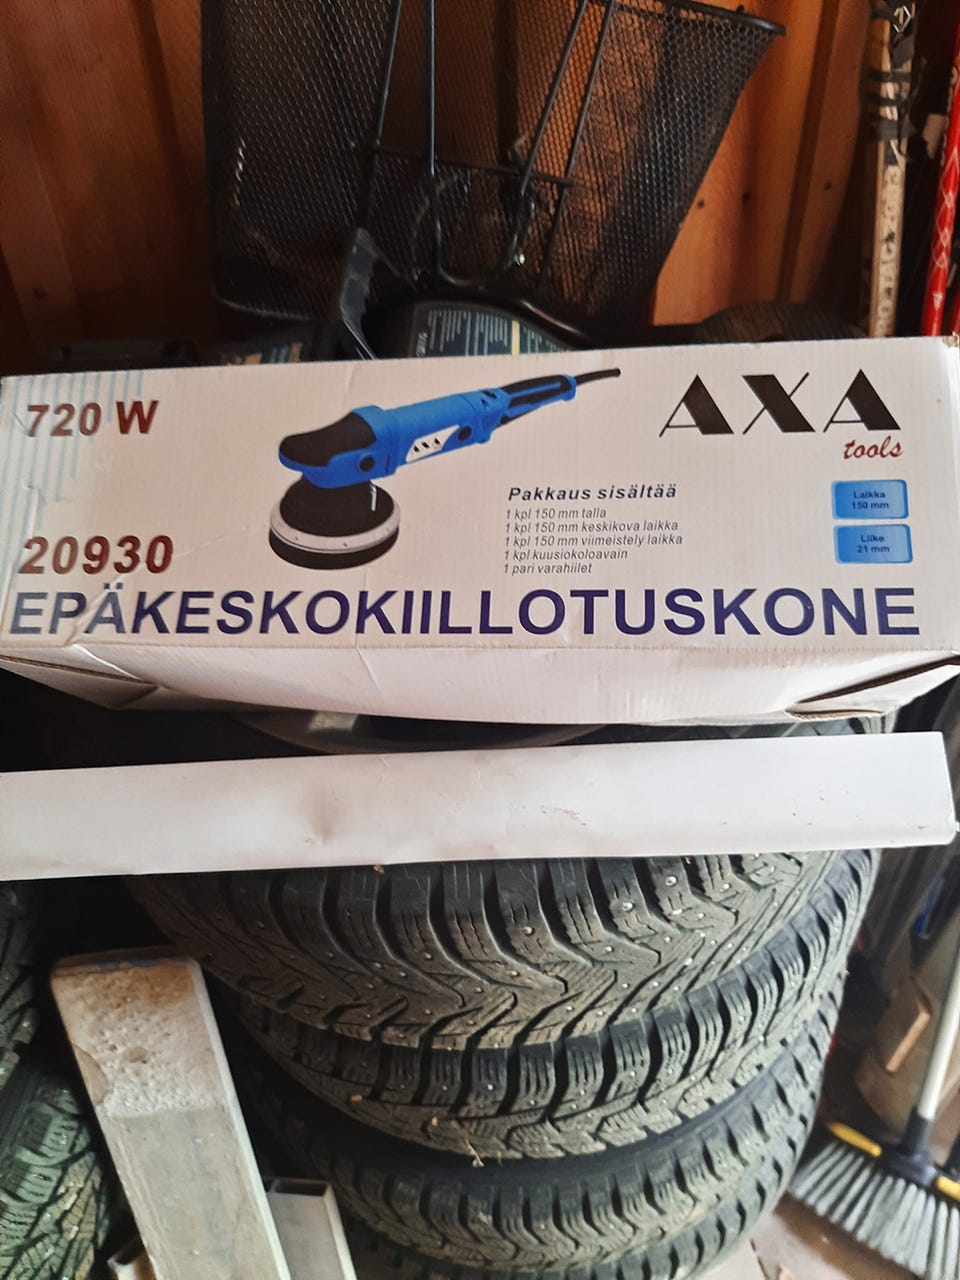 720 W
AXA
tools
AXA
Pakkaus sisältää
1 kpl 150 mm talla
1 kpl 150 mm keskikova laikka
1 kpl 150 mm viimeistely laikka
1 kpl kuusiokoloavain
1 pari varahiilet
Laikka
150 mm
Liike
21 mm
20930
EPÄKESKOKIILLOTUSKONE